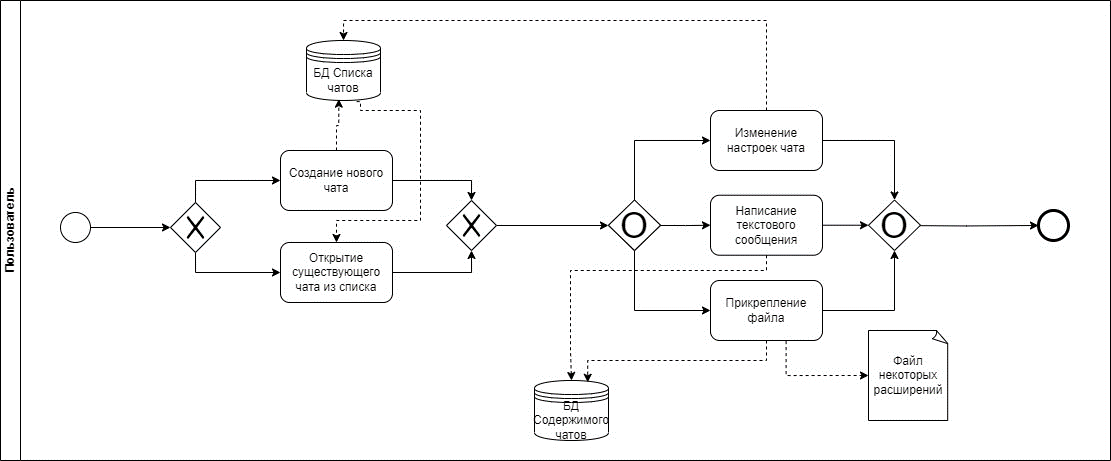 Пользователь
БД Списка
чатов
Создание нового
чата
Открытие
существующего
чата из списка
X
X
O
Изменение
настроек чата
Написание
текстового
сообщения
Прикрепление
файла
O
Файл
некоторых
расширений
БД
Содержимого
чатов